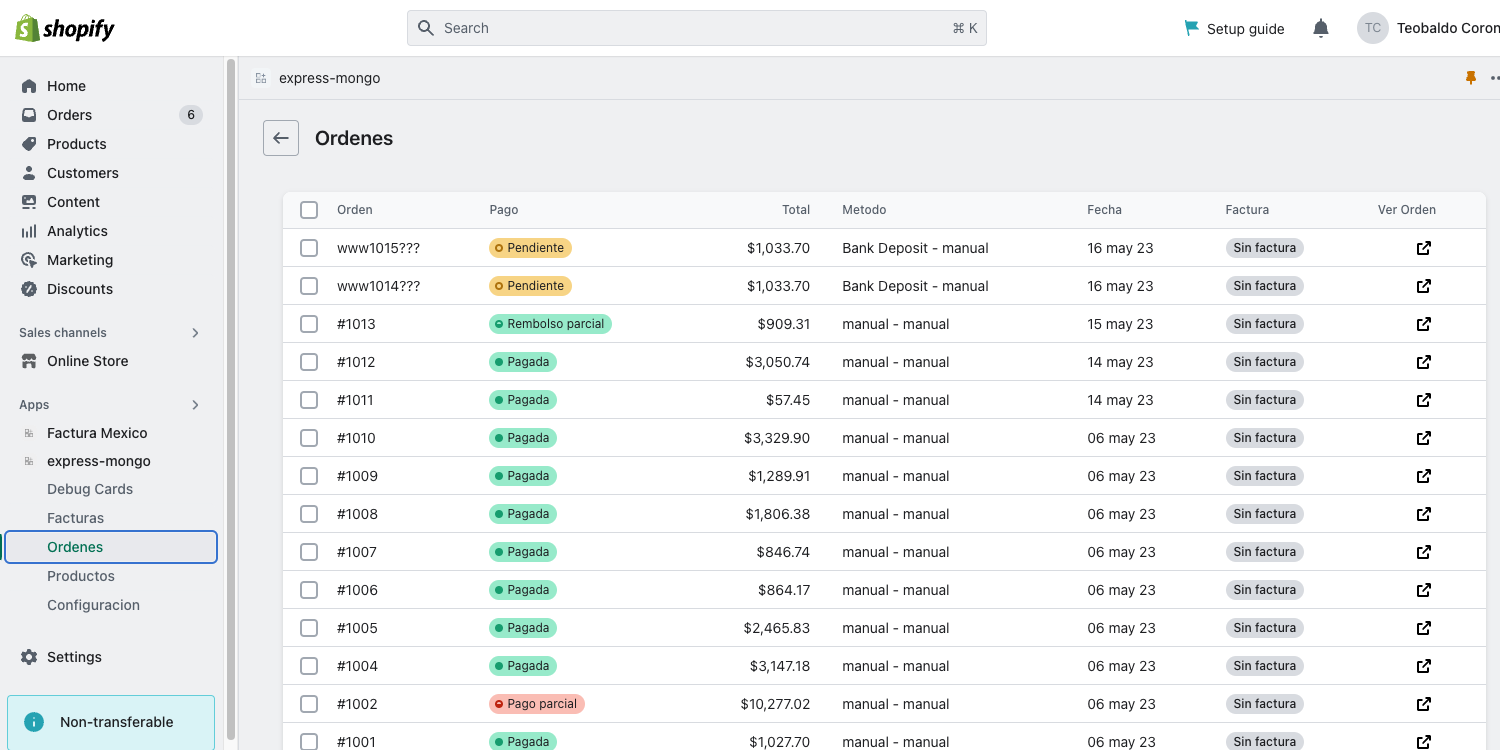 shopify
Search ⌘ K
Setup guide
TC
Teobaldo Coron
Home
Orders 6
Products
Customers
Content
Analytics
Marketing
Discounts
Sales channels
Online Store
Apps
Factura Mexico
express-mongo
Debug Cards
Facturas
Ordenes
Productos
Configuracion
Settings
Non-transferable
express-mongo
Ordenes
Orden Pago Total Metodo Fecha Factura Ver Orden
www1015??? Pendiente $1,033.70 Bank Deposit - manual 16 may 23 Sin factura
www1014??? Pendiente $1,033.70 Bank Deposit - manual 16 may 23 Sin factura
#1013 Rembolso parcial $909.31 manual - manual 15 may 23 Sin factura
#1012 Pagada $3,050.74 manual - manual 14 may 23 Sin factura
#1011 Pagada $57.45 manual - manual 14 may 23 Sin factura
#1010 Pagada $3,329.90 manual - manual 06 may 23 Sin factura
#1009 Pagada $1,289.91 manual - manual 06 may 23 Sin factura
#1008 Pagada $1,806.38 manual - manual 06 may 23 Sin factura
#1007 Pagada $846.74 manual - manual 06 may 23 Sin factura
#1006 Pagada $864.17 manual - manual 06 may 23 Sin factura
#1005 Pagada $2,465.83 manual - manual 06 may 23 Sin factura
#1004 Pagada $3,147.18 manual - manual 06 may 23 Sin factura
#1002 Pago parcial $10,277.02 manual - manual 06 may 23 Sin factura
#1001 Pagada $1,027.70 manual - manual 06 may 23 Sin factura